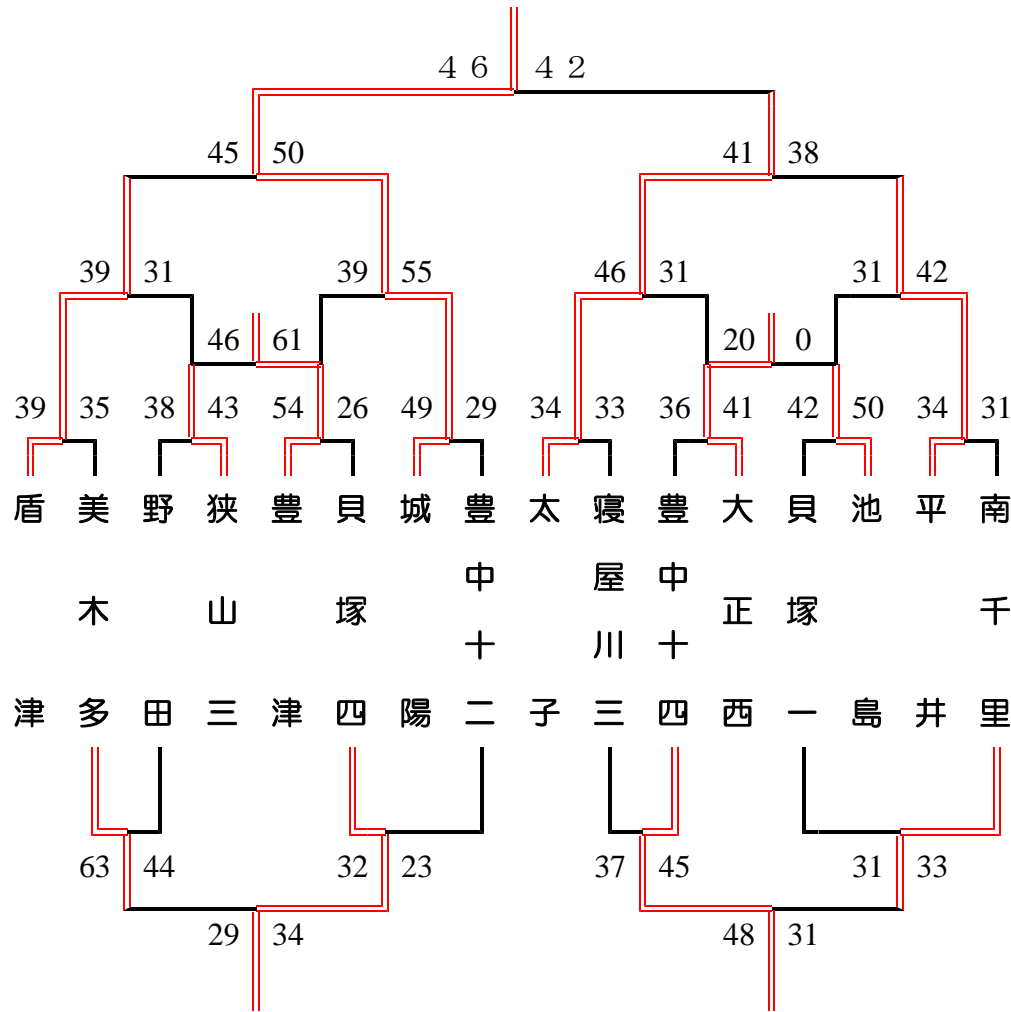 ４６ ４２
45 50 41 38
39 31 39 55 46 31 31 42
46 61 20 0
39 35 38 43 54 26 49 29 34 33 36 41 42 50 34 31
盾津
美木多
野田
狭山三
豊津
貝塚四
城陽
豊中十二
太子
寝屋川三
豊中十四
大正西
貝塚一
池島
平井
南千里
63 44 32 23 37 45 31 33
29 34 48 31